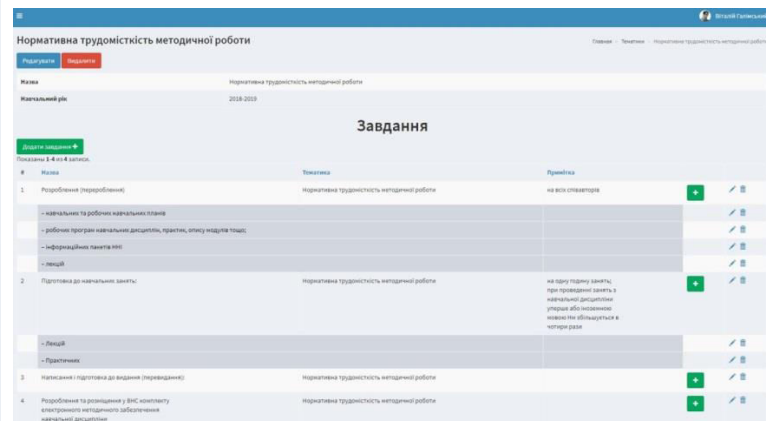 Віталій Галянський
Нормативна трудомісткість методичної роботи
Главная Тематики Нормативна трудомісткість методичної роботи
Редагувати Видалити
Назва Нормативна трудомісткість методичної роботи
Навчальний рік 2018-2019
Завдання
Додати завдання +
Показаны 1-4 из 4 записи.
# Назва Тематика Примітка
1 Розроблення (перероблення) Нормативна трудомісткість методичної роботи на всіх співавторів
– навчальних та робочих навчальних планів
– робочих програм навчальних дисциплін, практик, опису модулів тощо;
– інформаційних пакетів ННІ
– лекцій
2 Підготовка до навчальних занять: Нормативна трудомісткість методичної роботи на одну годину занять;
при проведенні занять з
навчальної дисципліни
уперше або іноземною
мовою Нм збільшується в
чотири рази
– Лекцій
– Практичних
3 Написання і підготовка до видання (перевидання): Нормативна трудомісткість методичної роботи
4 Розроблення та розміщення у ВНС комплекту Нормативна трудомісткість методичної роботи
електронного методичного забезпечення
навчальної дисципліни